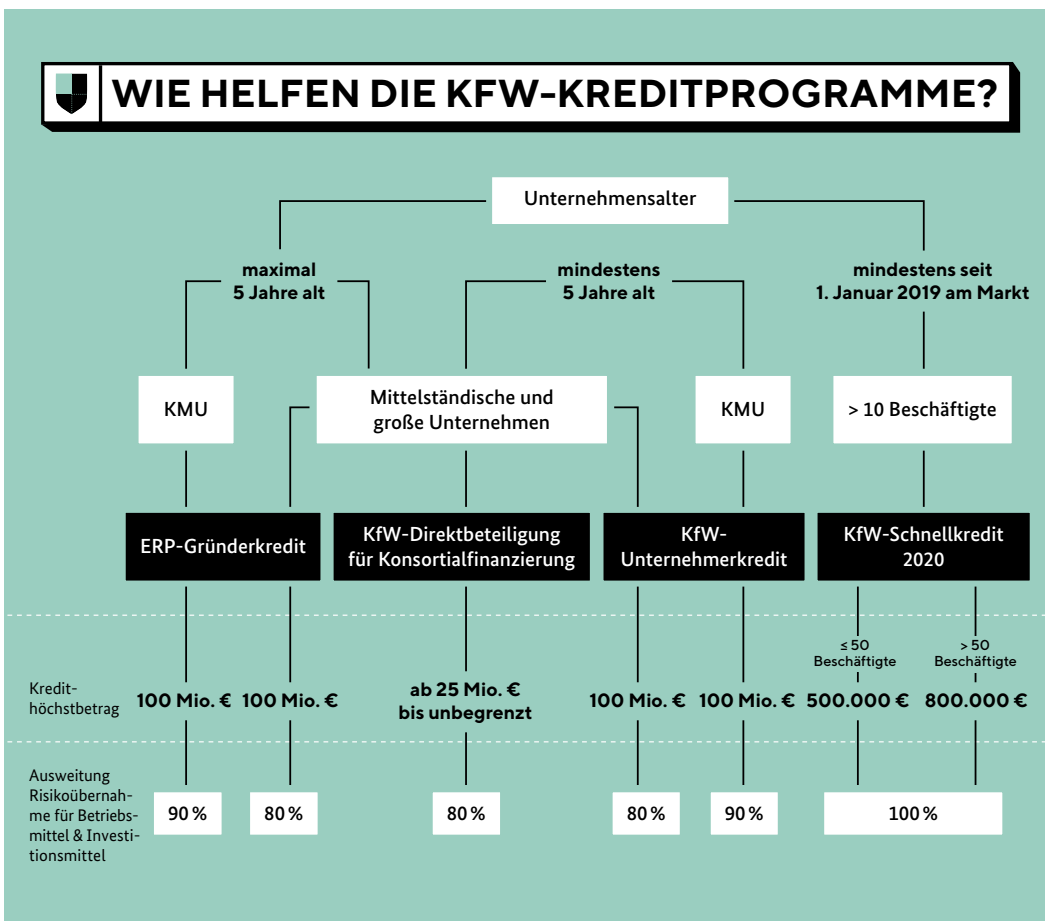 WIE HELFEN DIE KFW-KREDITPROGRAMME?
Unternehmensalter
maximal
5 Jahre alt
mindestens
5 Jahre alt
mindestens seit
1. Januar 2019 am Markt
KMU
Mittelständische und
große Unternehmen
KMU
> 10 Beschäftigte
ERP-Gründerkredit
KfW-Direktbeteiligung
für Konsortialfinanzierung
KfW-
Unternehmerkredit
KfW-Schnellkredit
2020
≤ 50
Beschäftigte
> 50
Beschäftigte
Kredit-
höchstbetrag
100 Mio. €
100 Mio. €
ab 25 Mio. €
bis unbegrenzt
100 Mio. €
100 Mio. €
500.000 €
800.000 €
Ausweitung
Risikoübernah-
me für Betriebs-
mittel & Investi-
tionsmittel
90 %
80 %
80 %
80 %
90 %
100 %